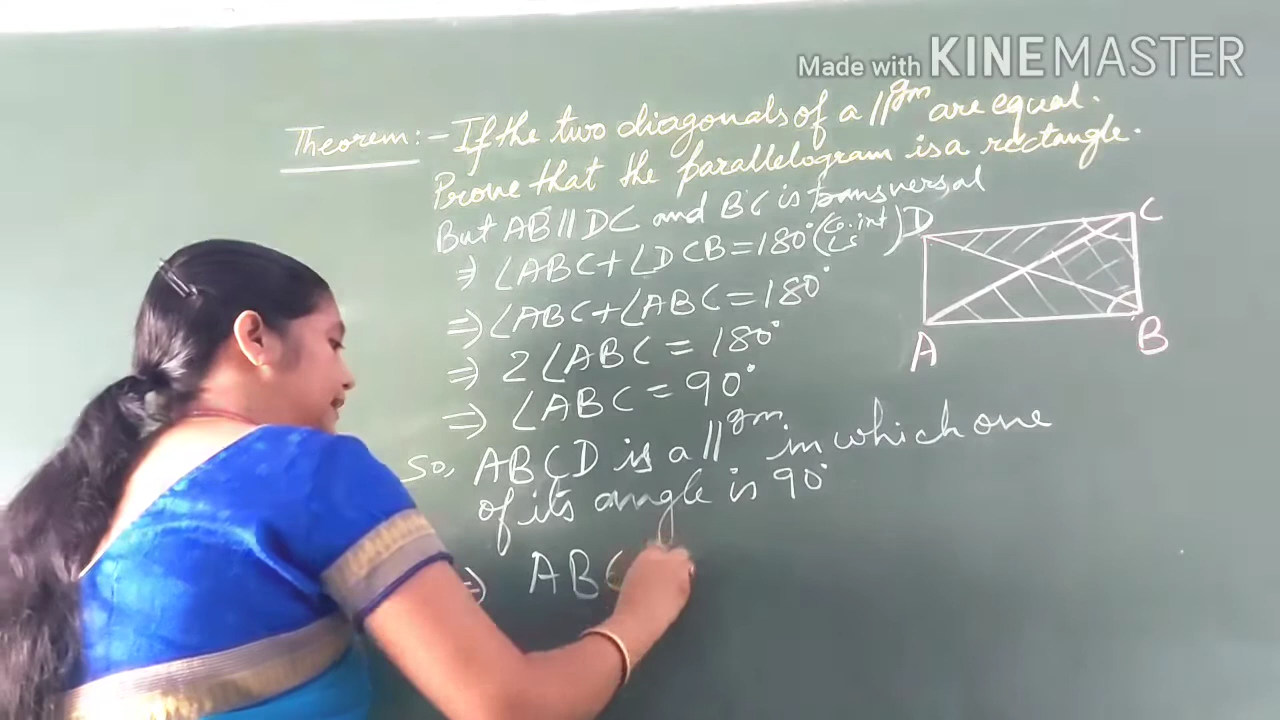 Made with KINEMASTER
Theorem:- If the two diagonals of a ||gm are equal.
Prove that the parallelogram is a rectangle.
But AB || DC and BC is transversal
⇒ ∠ABC + ∠DCB = 180° (Co. int ∠s)
⇒ ∠ABC + ∠ABC = 180°
⇒ 2∠ABC = 180°
⇒ ∠ABC = 90°
So, ABCD is a ||gm in which one
of its angle is 90°
⇒ ABC
D C
A B